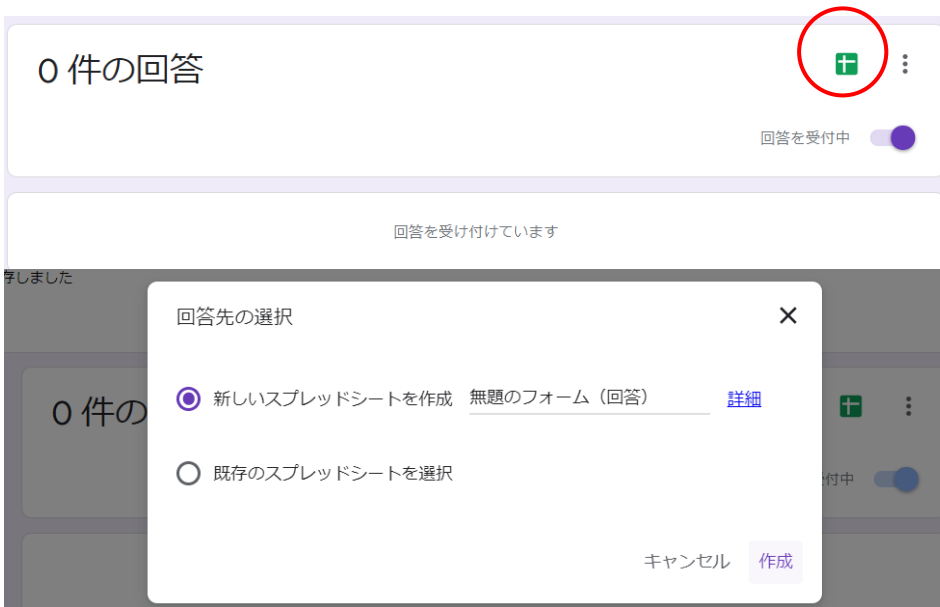 0 件の回答
回答を受付中
回答を受け付けています
存しました
回答先の選択
新しいスプレッドシートを作成 無題のフォーム（回答） 詳細
0 件の
既存のスプレッドシートを選択
付中
キャンセル 作成